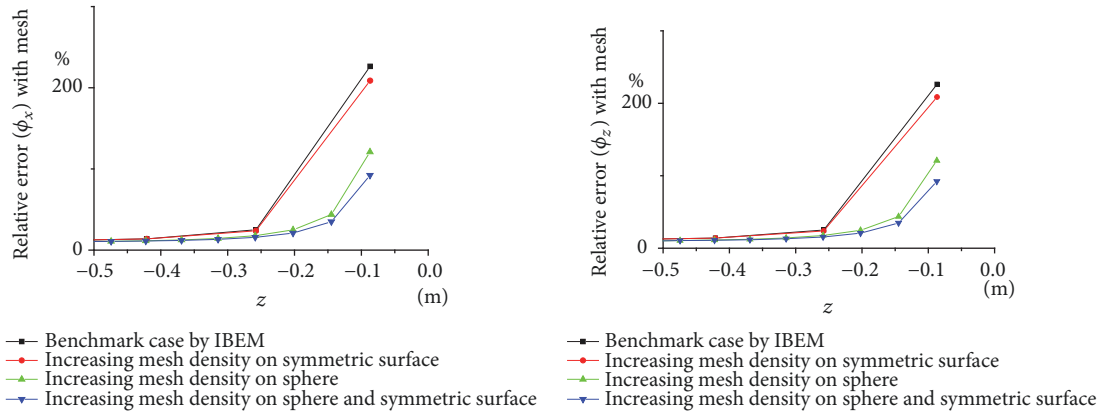 Relative error (ϕx) with mesh
%
200
0
−0.5 −0.4 −0.3 −0.2 −0.1 0.0
(m)
z
Benchmark case by IBEM
Increasing mesh density on symmetric surface
Increasing mesh density on sphere
Increasing mesh density on sphere and symmetric surface
Relative error (ϕz) with mesh
%
200
0
−0.5 −0.4 −0.3 −0.2 −0.1 0.0
(m)
z
Benchmark case by IBEM
Increasing mesh density on symmetric surface
Increasing mesh density on sphere
Increasing mesh density on sphere and symmetric surface